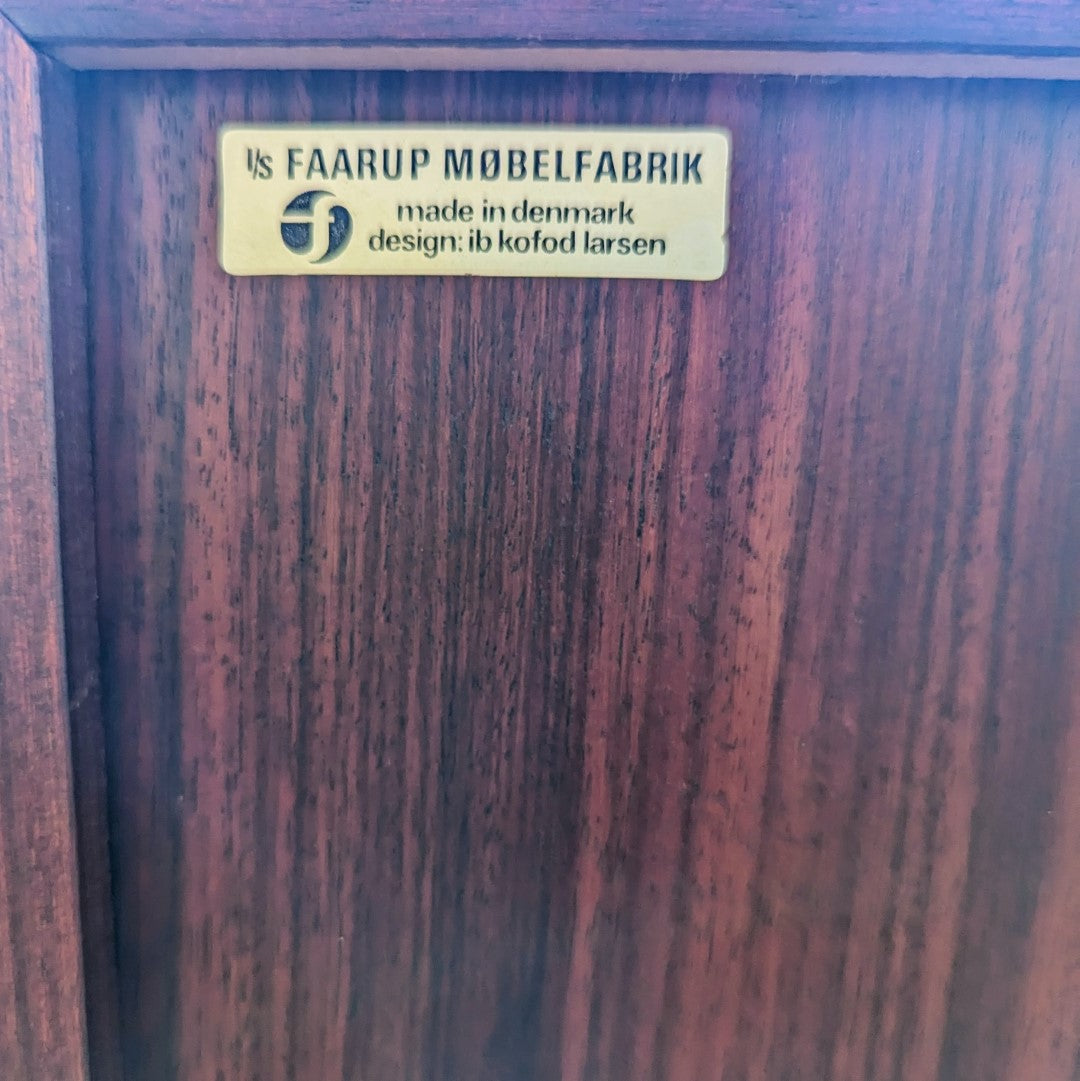 I/S FAARUP MØBELFABRIK
f
made in denmark
design: ib kofod larsen